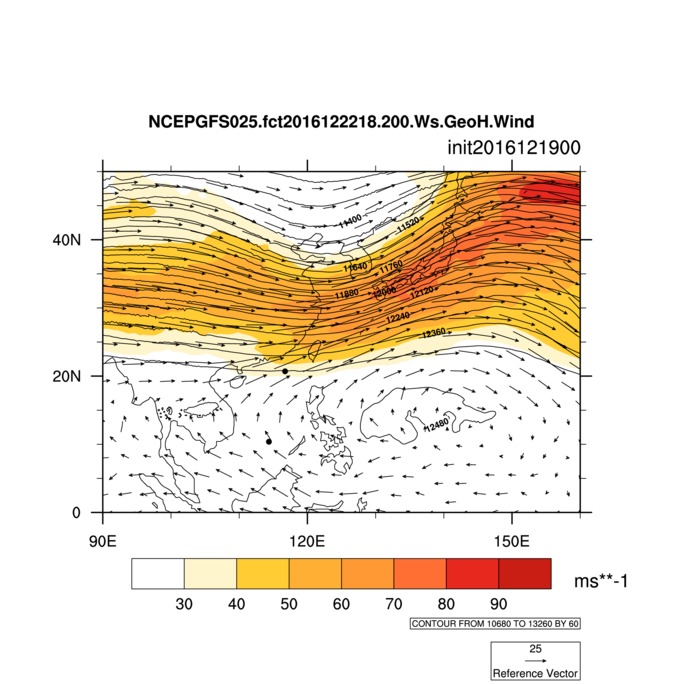 NCEPGFS025.fct2016122218.200.Ws.GeoH.Wind
init2016121900
11400
11520
40N
11640
11760
11880
12000
12120
12240
12360
20N
12480
0
90E 120E 150E
30 40 50 60 70 80 90
ms**-1
CONTOUR FROM 10680 TO 13260 BY 60
25
Reference Vector